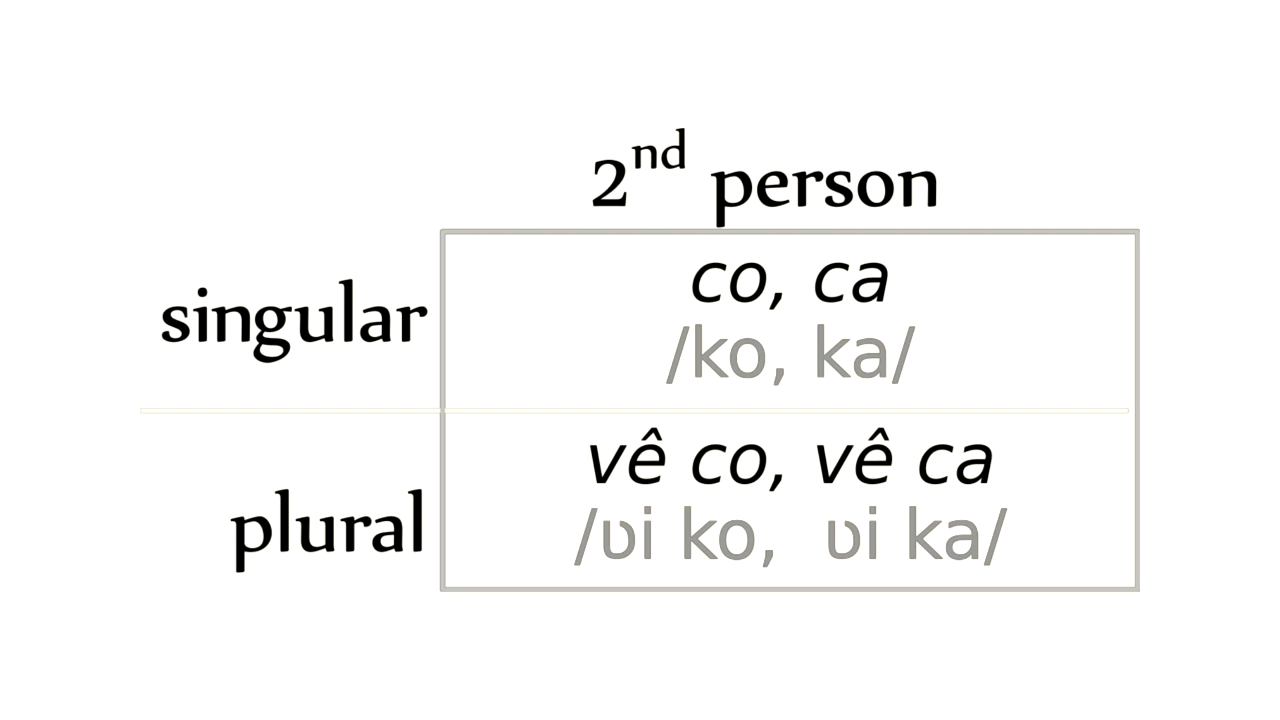 2nd person
singular
co, ca
/ko, ka/
plural
vê co, vê ca
/ʋi ko, ʋi ka/